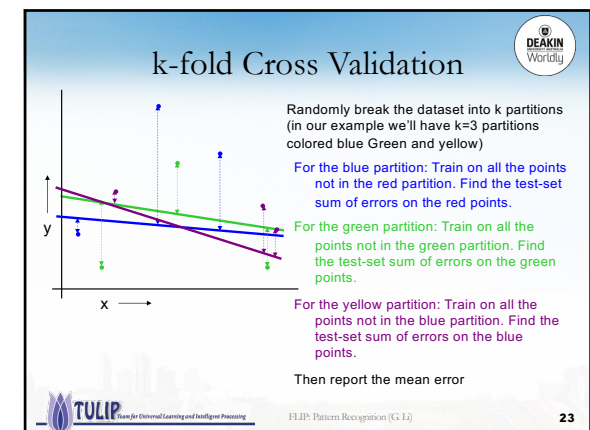 k-fold Cross Validation
DEAKIN
Worldly
Randomly break the dataset into k partitions
(in our example we'll have k=3 partitions
colored blue Green and yellow)
For the blue partition: Train on all the points
not in the red partition. Find the test-set
sum of errors on the red points.
For the green partition: Train on all the
points not in the green partition. Find
the test-set sum of errors on the green
points.
For the yellow partition: Train on all the
points not in the blue partition. Find the
test-set sum of errors on the blue
points.
Then report the mean error
y
x
TULIP Team for Universal Learning and Intelligent Processing
FLIP: Pattern Recognition (G. Li)
23